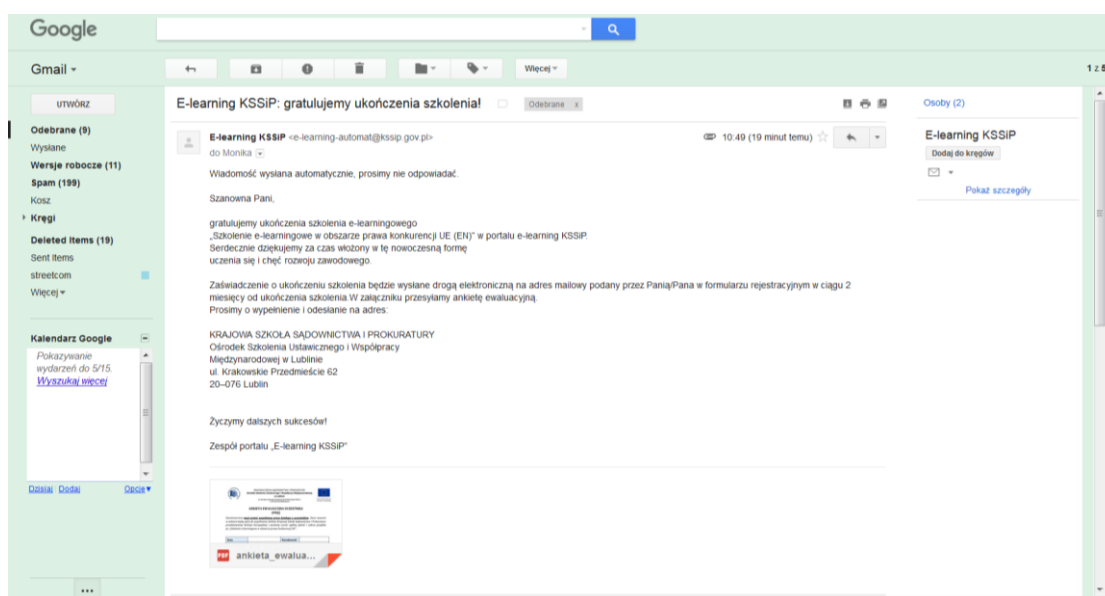 Google
Gmail
Więcej
1 z 8
UTWÓRZ
Odebrane (9)
Wysłane
Wersje robocze (11)
Spam (199)
Kosz
Kręgi
Deleted Items (19)
Sent Items
streetcom
Więcej
Kalendarz Google
Pokazywanie
wydarzeń do 5/15.
Wyszukaj więcej
Dzisiaj Dodaj Opcje
E-learning KSSiP: gratulujemy ukończenia szkolenia!
Odebrane x
E-learning KSSiP <e-learning-automat@kssip.gov.pl>
10:49 (19 minut temu)
do Monika
Wiadomość wysłana automatycznie, prosimy nie odpowiadać.
Szanowna Pani,
gratulujemy ukończenia szkolenia e-learningowego
„Szkolenie e-learningowe w obszarze prawa konkurencji UE (EN)" w portalu e-learning KSSiP.
Serdecznie dziękujemy za czas włożony w tę nowoczesną formę
uczenia się i chęć rozwoju zawodowego.
Zaświadczenie o ukończeniu szkolenia będzie wysłane drogą elektroniczną na adres mailowy podany przez Panią/Pana w formularzu rejestracyjnym w ciągu 2
miesięcy od ukończenia szkolenia.W załączniku przesyłamy ankietę ewaluacyjną.
Prosimy o wypełnienie i odesłanie na adres:
KRAJOWA SZKOŁA SĄDOWNICTWA I PROKURATURY
Ośrodek Szkolenia Ustawicznego i Współpracy
Międzynarodowej w Lublinie
ul. Krakowskie Przedmieście 62
20–076 Lublin
Życzymy dalszych sukcesów!
Zespół portalu „E-learning KSSiP"
PDF ankieta_ewalua...
Osoby (2)
E-learning KSSiP
Dodaj do kręgów
Pokaż szczegóły